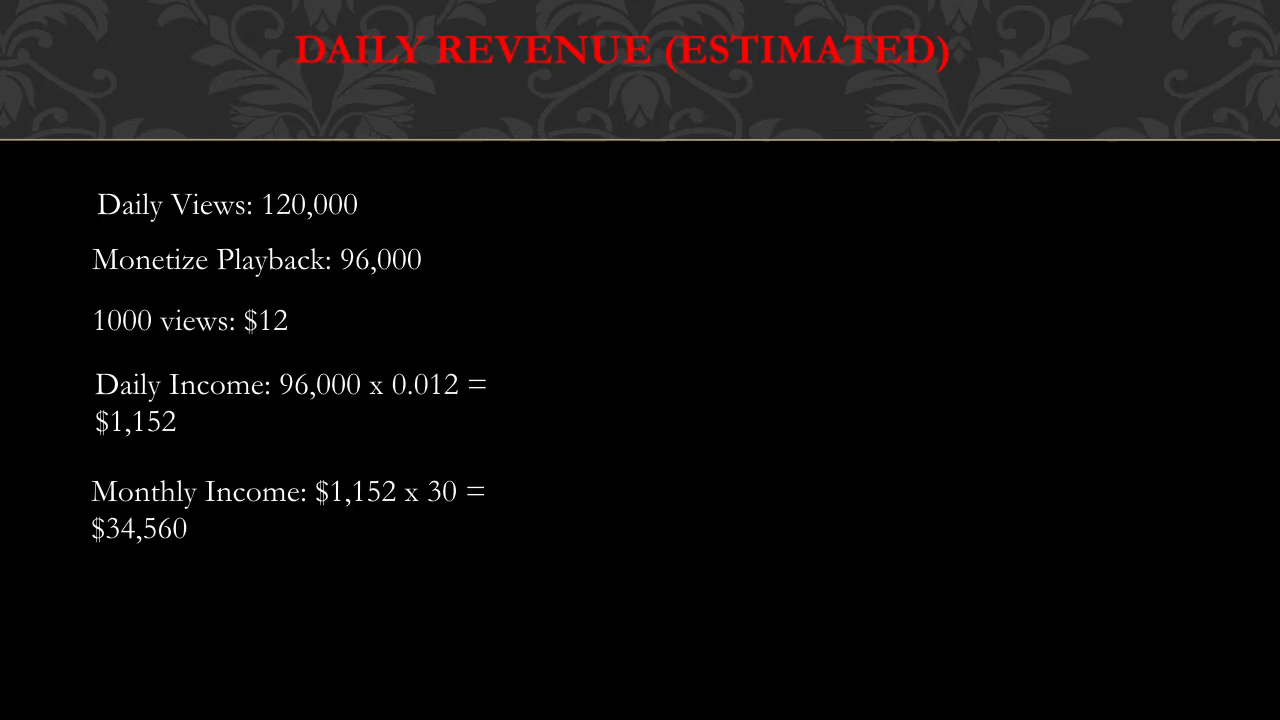 DAILY REVENUE (ESTIMATED)
Daily Views: 120,000
Monetize Playback: 96,000
1000 views: $12
Daily Income: 96,000 x 0.012 =
$1,152
Monthly Income: $1,152 x 30 =
$34,560